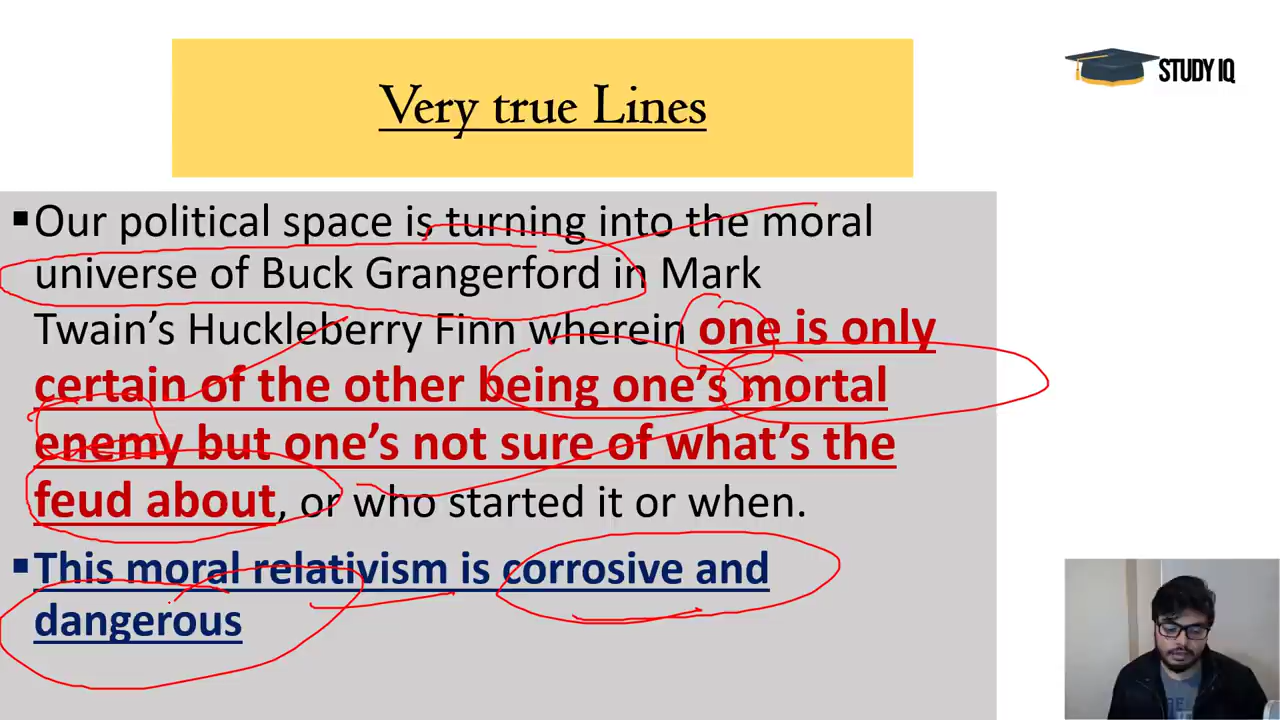 Very true Lines
STUDY IQ
▪Our political space is turning into the moral
universe of Buck Grangerford in Mark
Twain's Huckleberry Finn wherein one is only
certain of the other being one's mortal
enemy but one's not sure of what's the
feud about, or who started it or when.
▪This moral relativism is corrosive and
dangerous